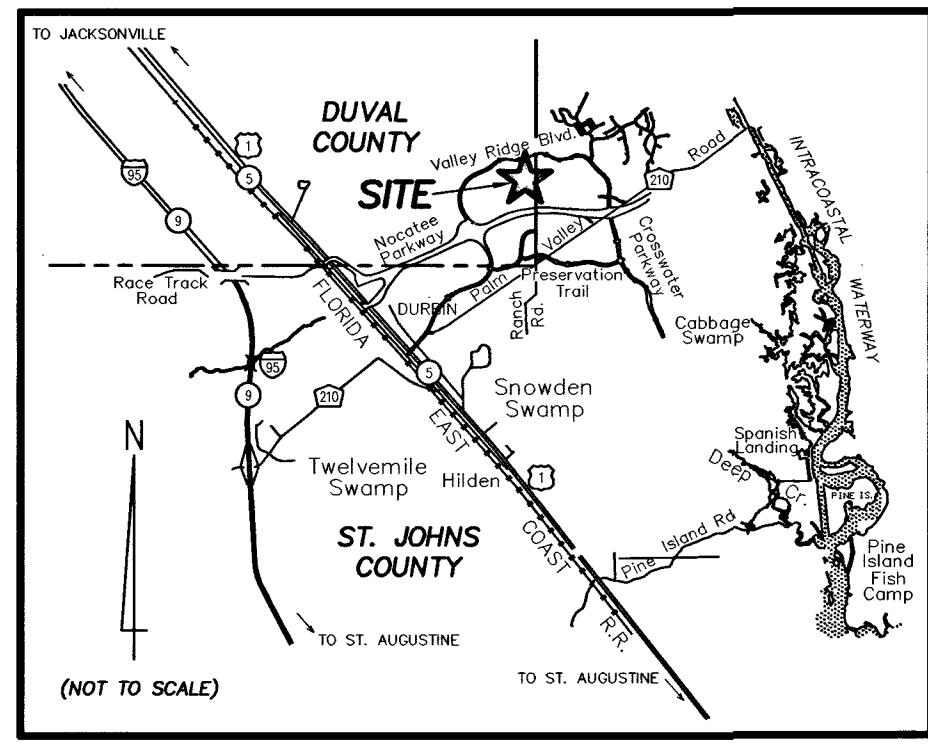 TO JACKSONVILLE
DUVAL
COUNTY
1
5
95
9
Valley Ridge Blvd.
SITE
Road
210
INTRACOASTAL
WATERWAY
Nocatee
Parkway
Valley
Palm
Crosswater
Parkway
Race Track
Road
Preservation
Trail
Ranch
Rd.
DURBIN
FLORIDA
EAST
COAST
R.R.
Cabbage
Swamp
95
9
210
5
Snowden
Swamp
N
Twelvemile
Swamp
Hilden
1
Spanish
Landing
Deep
Cr.
PINE IS.
ST. JOHNS
COUNTY
Pine Island Rd
Pine
Island
Fish
Camp
TO ST. AUGUSTINE
TO ST. AUGUSTINE
(NOT TO SCALE)